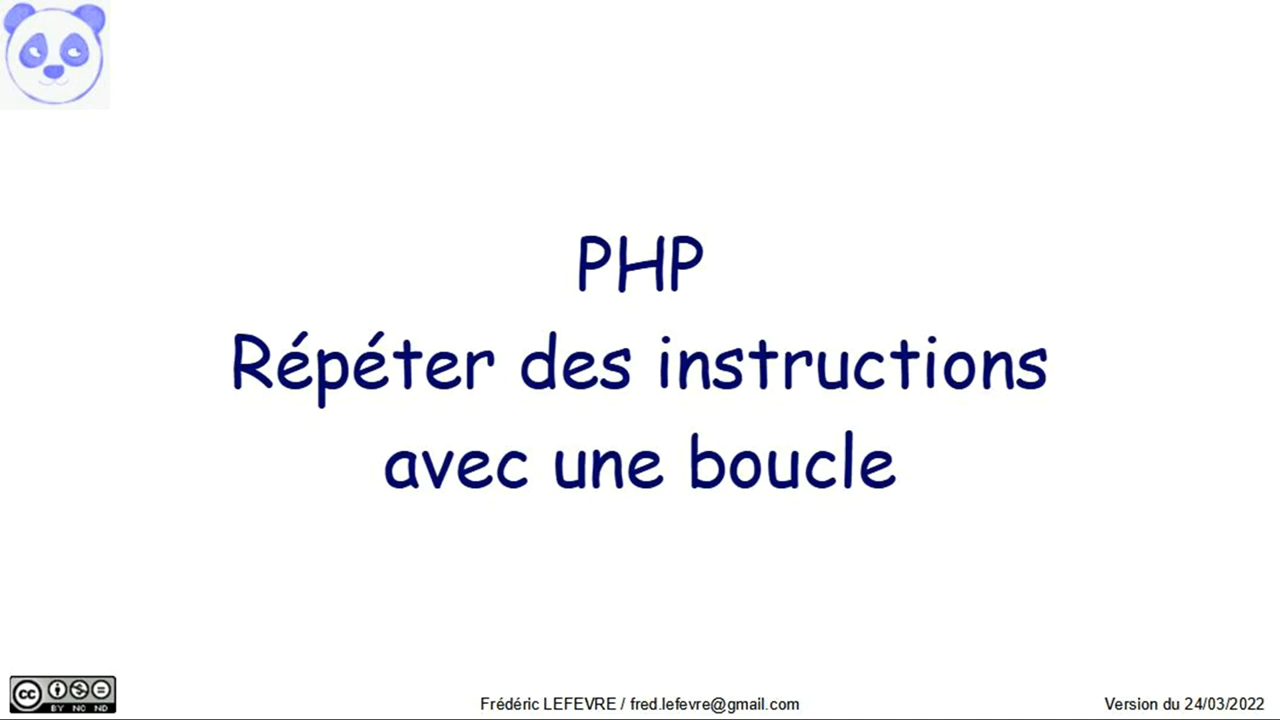 PHP
Répéter des instructions
avec une boucle
cc
BY NC ND
Frédéric LEFEVRE / fred.lefevre@gmail.com
Version du 24/03/2022